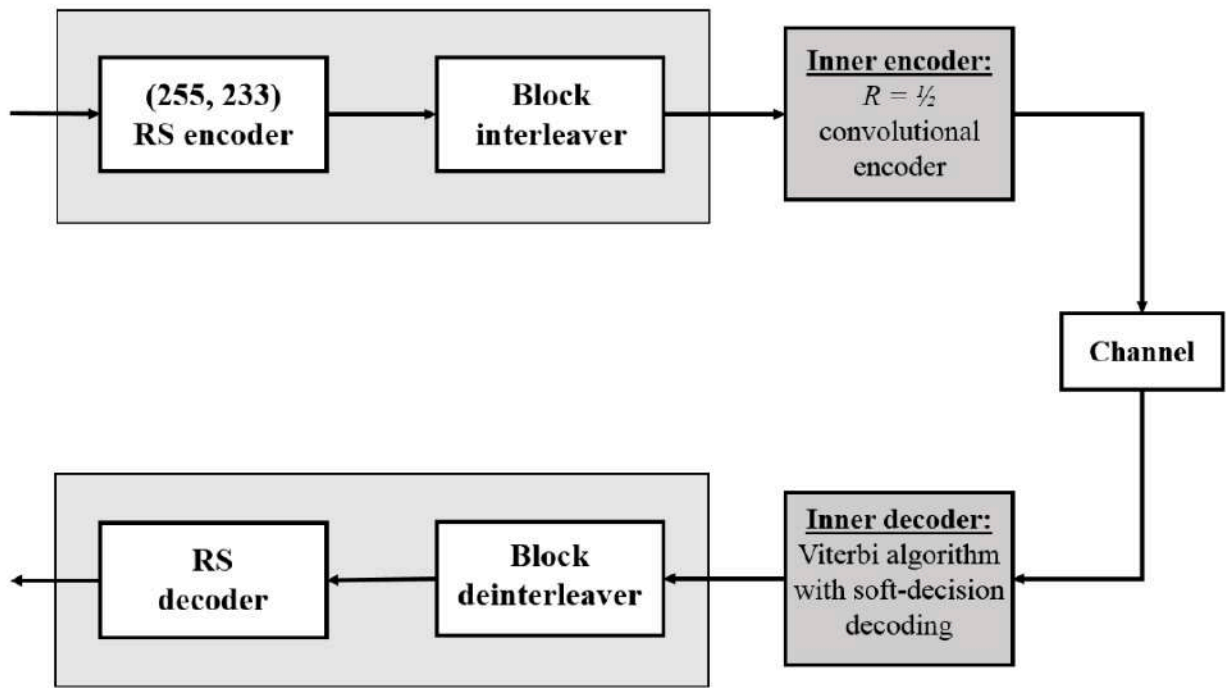 (255, 233)
RS encoder
Block
interleaver
Inner encoder:
R = ½
convolutional
encoder
Channel
Inner decoder:
Viterbi algorithm
with soft-decision
decoding
Block
deinterleaver
RS
decoder